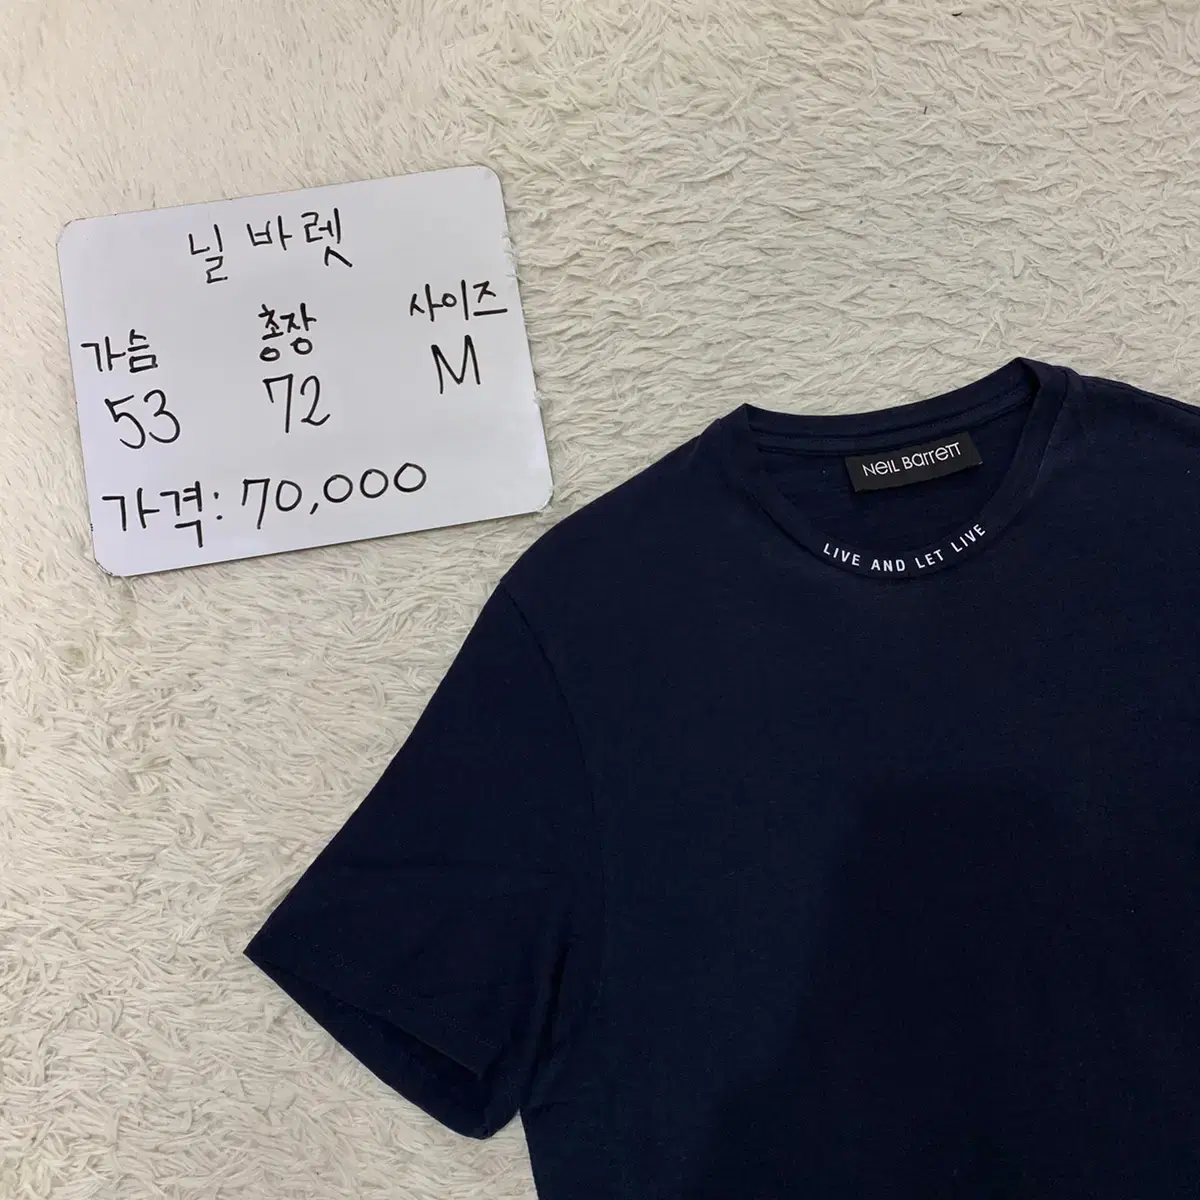 닐 바렛
가슴 총장 사이즈
53 72 M
가격: 70,000
NEIL BARRETT
LIVE AND LET LIVE